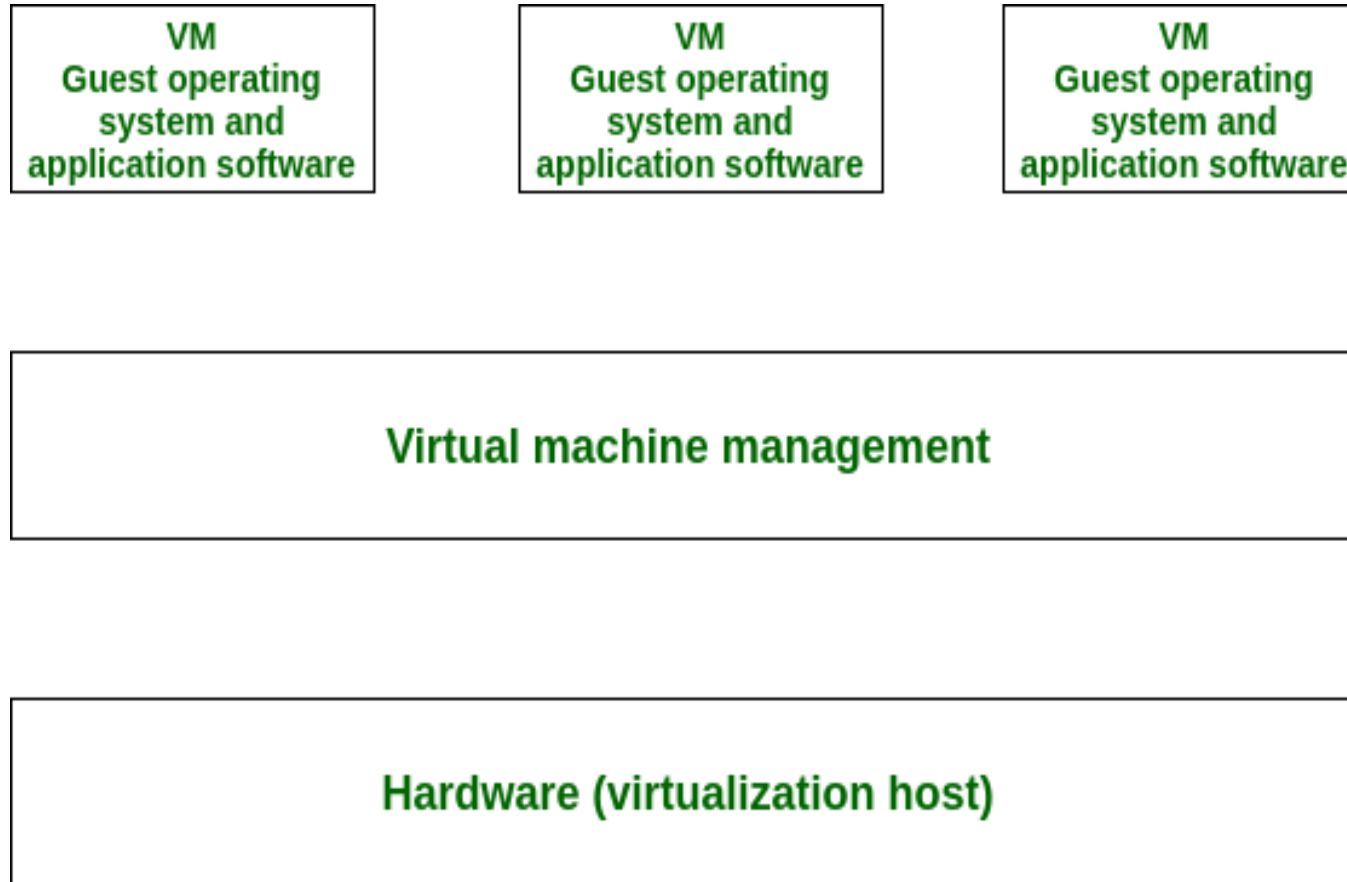 VM
Guest operating
system and
application software
VM
Guest operating
system and
application software
VM
Guest operating
system and
application software
Virtual machine management
Hardware (virtualization host)